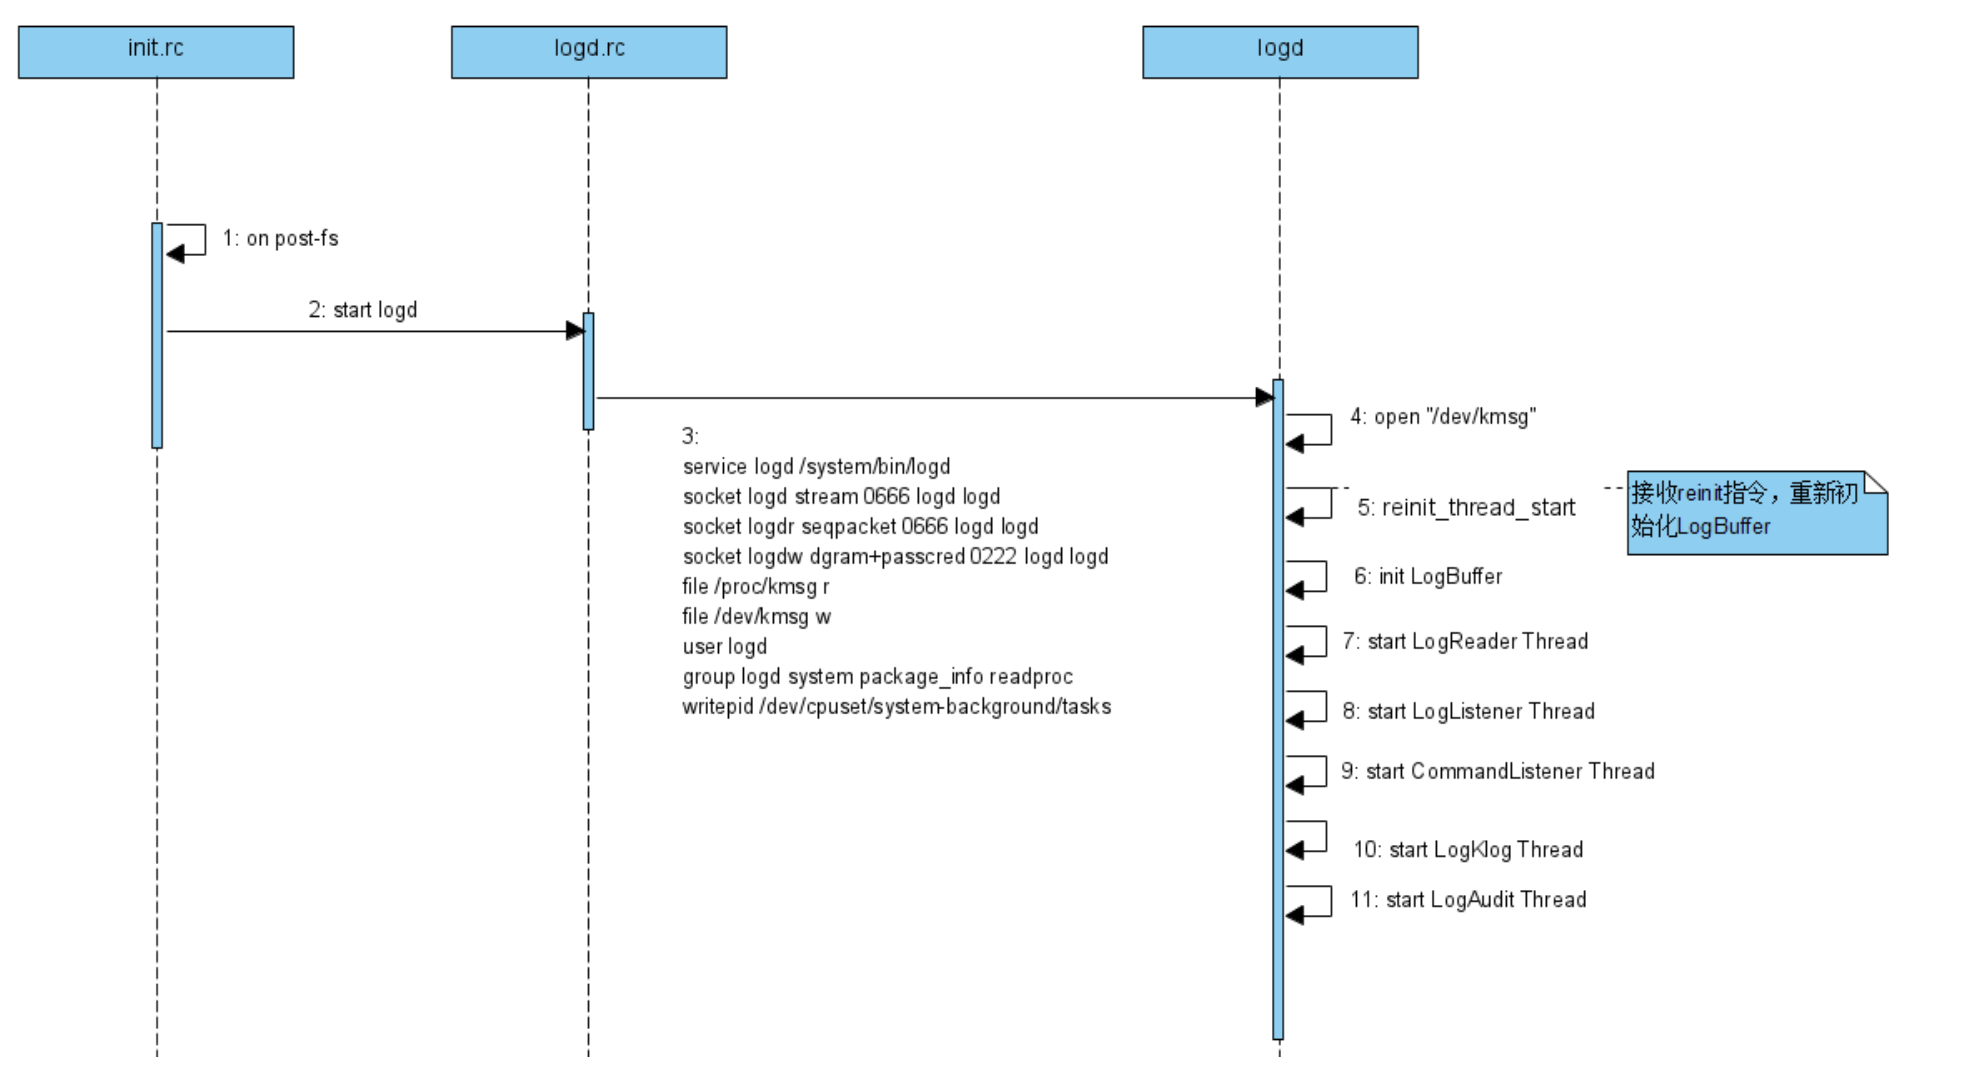 init.rc
logd.rc
logd
1: on post-fs
2: start logd
3:
service logd /system/bin/logd
socket logd stream 0666 logd logd
socket logdr seqpacket 0666 logd logd
socket logdw dgram+passcred 0222 logd logd
file /proc/kmsg r
file /dev/kmsg w
user logd
group logd system package_info readproc
writepid /dev/cpuset/system-background/tasks
4: open "/dev/kmsg"
5: reinit_thread_start
接收reinit指令，重新初
始化LogBuffer
6: init LogBuffer
7: start LogReader Thread
8: start LogListener Thread
9: start CommandListener Thread
10: start LogKlog Thread
11: start LogAudit Thread